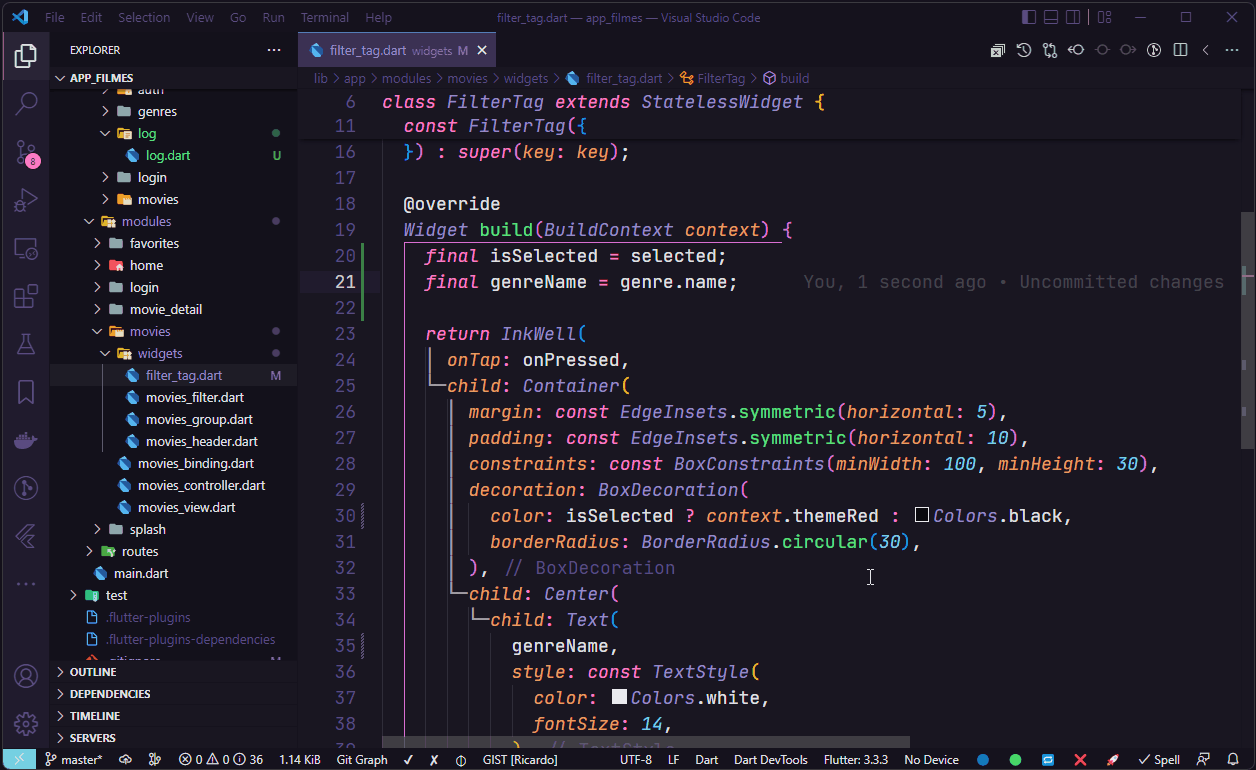 File Edit Selection View Go Run Terminal Help filter_tag.dart — app_filmes — Visual Studio Code
EXPLORER
APP_FILMES
auth
genres
log
log.dart U
login
movies
modules
favorites
home
login
movie_detail
movies
widgets
filter_tag.dart M
movies_filter.dart
movies_group.dart
movies_header.dart
movies_binding.dart
movies_controller.dart
movies_view.dart
splash
routes
main.dart
test
.flutter-plugins
.flutter-plugins-dependencies
.gitignore M
OUTLINE
DEPENDENCIES
TIMELINE
SERVERS
8
filter_tag.dart widgets M
lib > app > modules > movies > widgets > filter_tag.dart > FilterTag > build
6 class FilterTag extends StatelessWidget {
11 const FilterTag({
16 }) : super(key: key);
17
18 @override
19 Widget build(BuildContext context) {
20 final isSelected = selected;
21 final genreName = genre.name; You, 1 second ago • Uncommitted changes
22
23 return InkWell(
24 onTap: onPressed,
25 child: Container(
26 margin: const EdgeInsets.symmetric(horizontal: 5),
27 padding: const EdgeInsets.symmetric(horizontal: 10),
28 constraints: const BoxConstraints(minWidth: 100, minHeight: 30),
29 decoration: BoxDecoration(
30 color: isSelected ? context.themeRed : Colors.black,
31 borderRadius: BorderRadius.circular(30),
32 ), // BoxDecoration
33 child: Center(
34 child: Text(
35 genreName,
36 style: const TextStyle(
37 color: Colors.white,
38 fontSize: 14,
39 ), // TextStyle
master* 0 0 36 1.14 KiB Git Graph GIST [Ricardo] UTF-8 LF Dart Dart DevTools Flutter: 3.3.3 No Device Spell